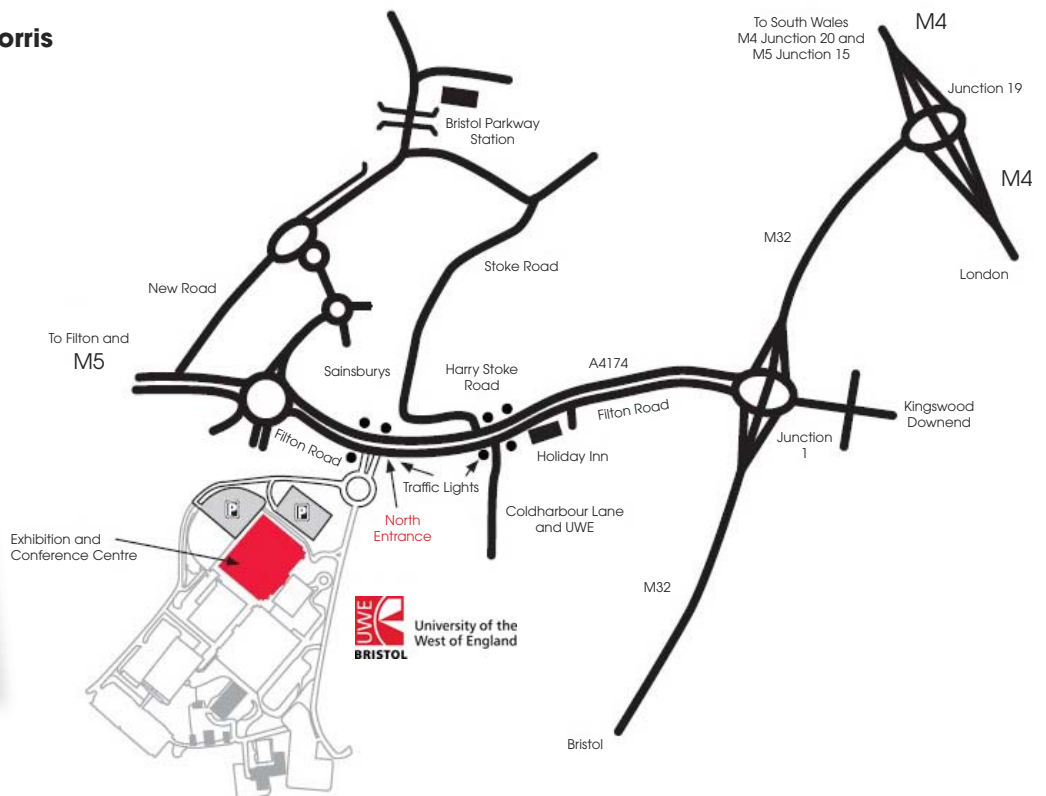 orris
To South Wales
M4 Junction 20 and
M5 Junction 15
M4
Junction 19
Bristol Parkway
Station
M4
M32
Stoke Road
London
New Road
To Filton and
M5
Sainsburys
Harry Stoke
Road
A4174
Filton Road
Kingswood
Downend
Junction
1
Filton Road
Holiday Inn
Traffic Lights
P
P
North
Entrance
Coldharbour Lane
and UWE
Exhibition and
Conference Centre
M32
UWE
BRISTOL
University of the
West of England
Bristol